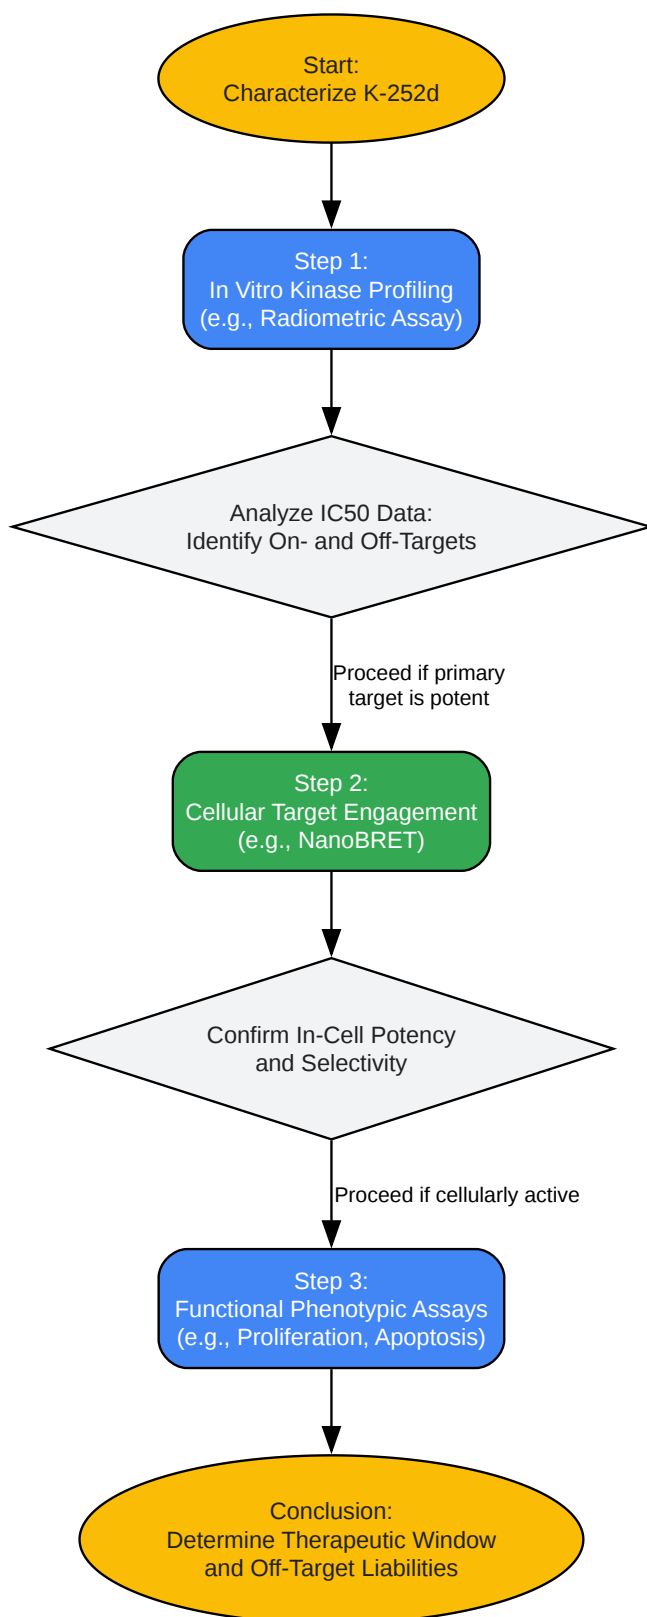 Start:
Characterize K-252d
Step 1:
In Vitro Kinase Profiling
(e.g., Radiometric Assay)
Analyze IC50 Data:
Identify On- and Off-Targets
Proceed if primary
target is potent
Step 2:
Cellular Target Engagement
(e.g., NanoBRET)
Confirm In-Cell Potency
and Selectivity
Proceed if cellularly active
Step 3:
Functional Phenotypic Assays
(e.g., Proliferation, Apoptosis)
Conclusion:
Determine Therapeutic Window
and Off-Target Liabilities